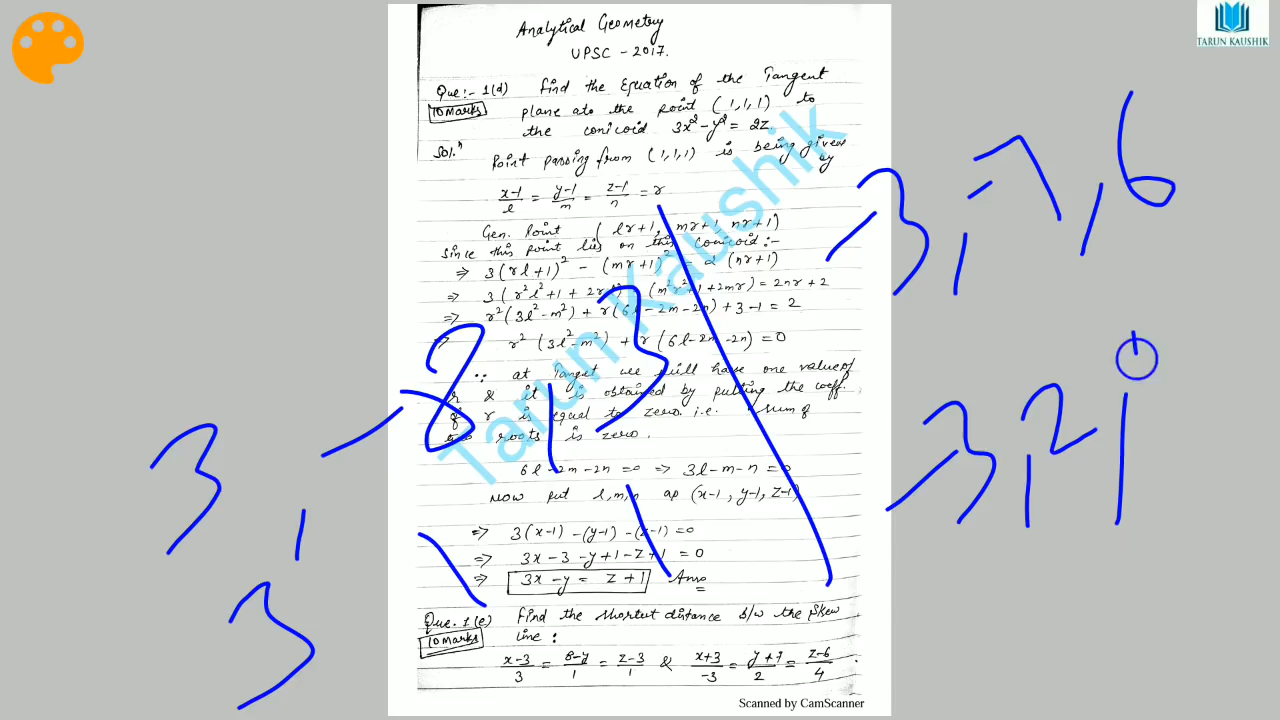 Analytical Geometry
UPSC - 2017.
Que:- 1(d) Find the Equation of the Tangent
10 Marks plane at to the point (1,1,1) to
the conicoid 3x² - y² = 2z.
Solⁿ Point passing from (1,1,1) is being given by
x-1/l = y-1/m = z-1/n = r
Gen. Point (lr+1, mr+1, nr+1)
since this point lies on this conicoid :-
⇒ 3(rl+1)² - (mr+1)² 2(nr+1)
⇒ 3(r²l²+1+2rl) (m²r²+1+2mr) = 2nr+2
⇒ r²(3l²-m²) + r(6l-2m-2n) +3-1 = 2
⇒ r²(3l²-m²) + r(6l-2m-2n) = 0
∵ at Tangent we will have one value of
r & it is obtained by putting the coeff.
of r is equal to zero i.e. sum of
roots is zero.
6l-2m-2n = 0 ⇒ 3l-m-n = 0
Now put l,m,n as (x-1, y-1, z-1)
⇒ 3(x-1) -(y-1) -(z-1) = 0
⇒ 3x-3-y+1-z+1 = 0
⇒ 3x-y = z+1 Ans
Que. 1(e) Find the shortest distance b/w the skew
10 Marks line :
x-3/3 = 8-y/1 = z-3/1 & x+3/-3 = y+7/2 = z-6/4 .
Scanned by CamScanner
TARUN KAUSHIK
Tarun Kaushik
Tarun Kaushik
-3, -7, 6
3, -8, 3
-3, 2,
3